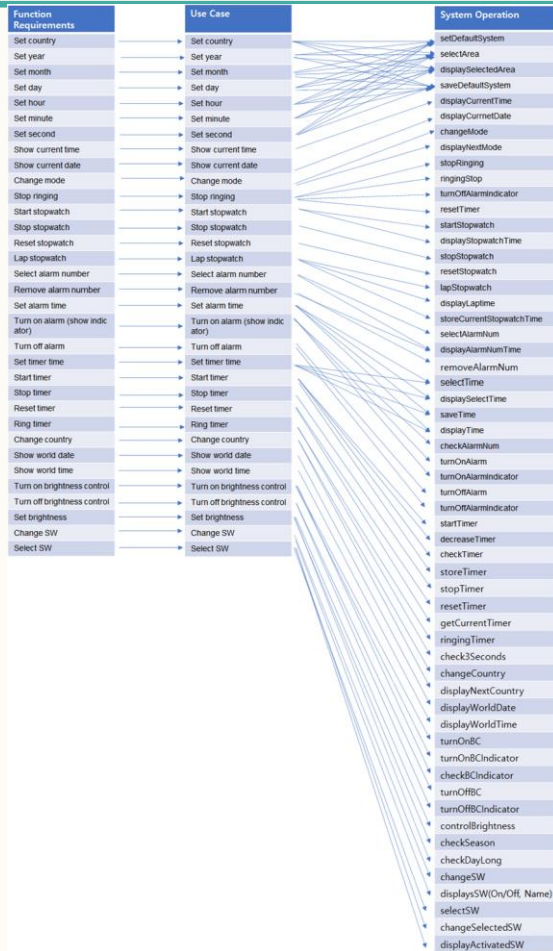 Function
Requirements
Set country
Set year
Set month
Set day
Set hour
Set minute
Set second
Show current time
Show current date
Change mode
Stop ringing
Start stopwatch
Stop stopwatch
Reset stopwatch
Lap stopwatch
Select alarm number
Remove alarm number
Set alarm time
Turn on alarm (show indic
ator)
Turn off alarm
Set timer time
Start timer
Stop timer
Reset timer
Ring timer
Change country
Show world date
Show world time
Turn on brightness control
Turn off brightness control
Set brightness
Change SW
Select SW
Use Case
Set country
Set year
Set month
Set day
Set hour
Set minute
Set second
Show current time
Show current date
Change mode
Stop ringing
Start stopwatch
Stop stopwatch
Reset stopwatch
Lap stopwatch
Select alarm number
Remove alarm number
Set alarm time
Turn on alarm (show indic
ator)
Turn off alarm
Set timer time
Start timer
Stop timer
Reset timer
Ring timer
Change country
Show world date
Show world time
Turn on brightness control
Turn off brightness control
Set brightness
Change SW
Select SW
System Operation
setDefaultSystem
selectArea
displaySelectedArea
saveDefaultSystem
displayCurrentTime
displayCurrnetDate
changeMode
displayNextMode
stopRinging
ringingStop
turnOffAlarmIndicator
resetTimer
startStopwatch
displayStopwatchTime
stopStopwatch
resetStopwatch
lapStopwatch
displayLaptime
storeCurrentStopwatchTime
selectAlarmNum
displayAlarmNumTime
removeAlarmNum
selectTime
displaySelectTime
saveTime
displayTime
checkAlarmNum
turnOnAlarm
turnOnAlarmIndicator
turnOffAlarm
turnOffAlarmIndicator
startTimer
decreaseTimer
checkTimer
storeTimer
stopTimer
resetTimer
getCurrentTimer
ringingTimer
check3Seconds
changeCountry
displayNextCountry
displayWorldDate
displayWorldTime
turnOnBC
turnOnBCIndicator
checkBCIndicator
turnOffBC
turnOffBCIndicator
controlBrightness
checkSeason
checkDayLong
changeSW
displaysSW(On/Off, Name)
selectSW
changeSelectedSW
displayActivatedSW